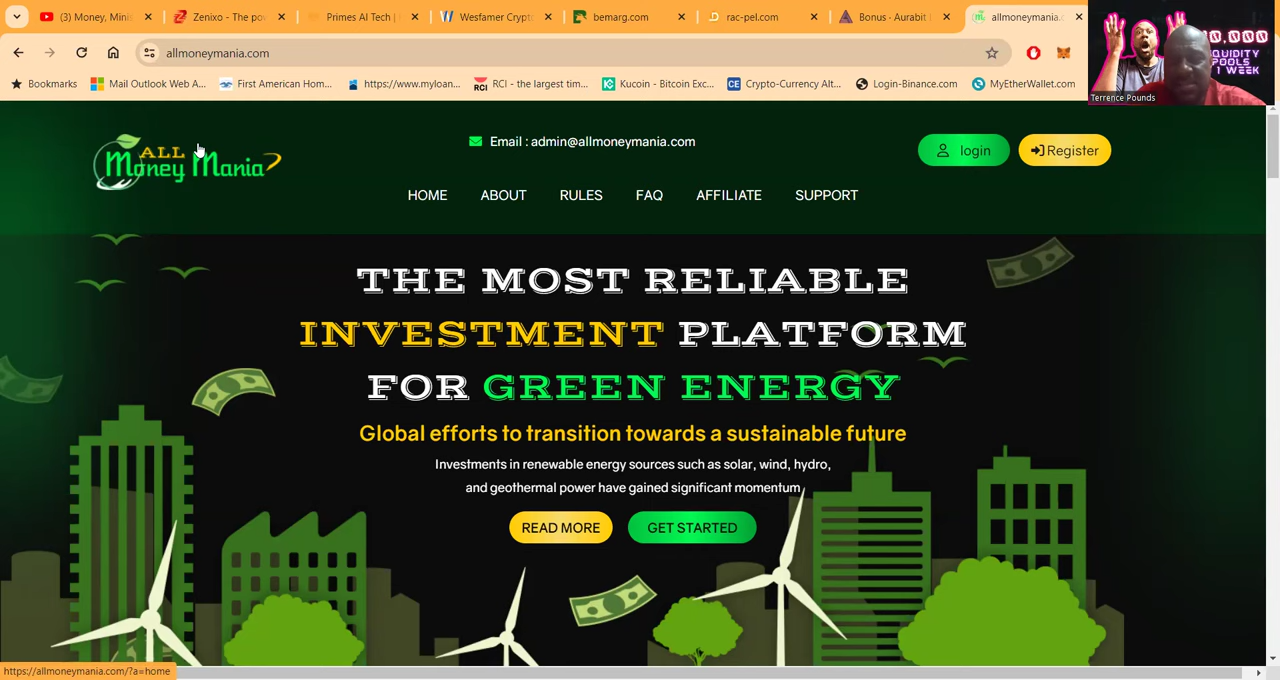 (3) Money, Mini
Zenixo - The po
Primes AI Tech |
Wesfamer Crypt
bemarg.com
rac-pel.com
Bonus · Aurabit
allmoneymania.c
allmoneymania.com
0,000
QUIDITY
POOLS
1 WEEK
Terrence Pounds
Bookmarks
Mail Outlook Web A...
First American Hom...
https://www.myloan...
RCI - the largest tim...
Kucoin - Bitcoin Exc...
Crypto-Currency Alt...
Login-Binance.com
MyEtherWallet.com
ALL
Money Mania
Email : admin@allmoneymania.com
login
Register
HOME ABOUT RULES FAQ AFFILIATE SUPPORT
THE MOST RELIABLE
INVESTMENT PLATFORM
FOR GREEN ENERGY
Global efforts to transition towards a sustainable future
Investments in renewable energy sources such as solar, wind, hydro,
and geothermal power have gained significant momentum
READ MORE
GET STARTED
https://allmoneymania.com/?a=home